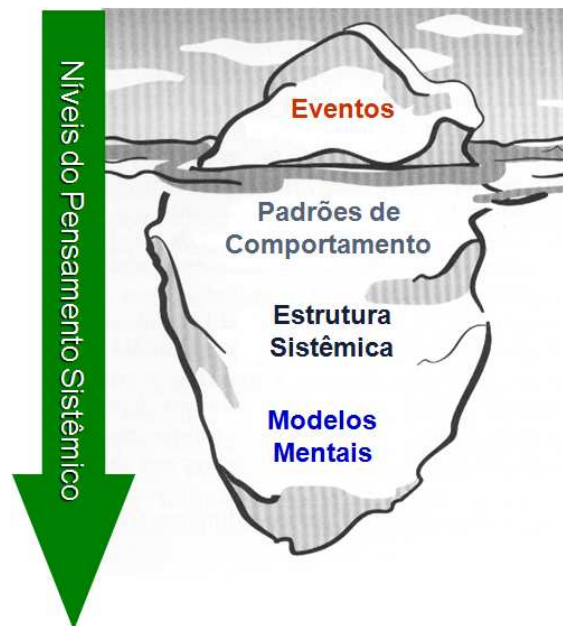 Níveis do Pensamento Sistêmico
Eventos
Padrões de
Comportamento
Estrutura
Sistêmica
Modelos
Mentais